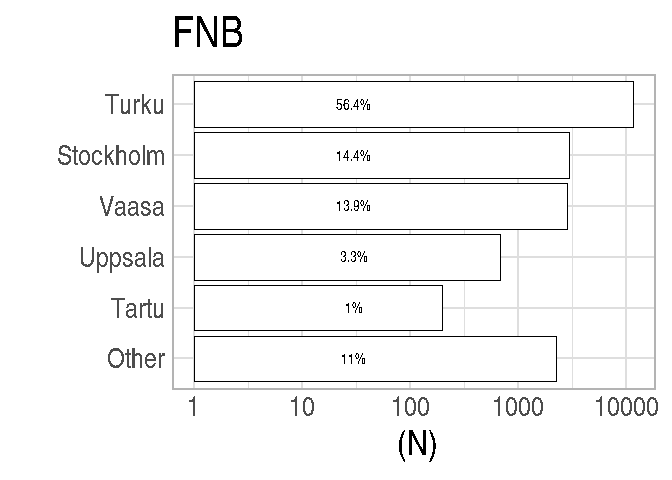 FNB
Turku 56.4%
Stockholm 14.4%
Vaasa 13.9%
Uppsala 3.3%
Tartu 1%
Other 11%
1 10 100 1000 10000
(N)